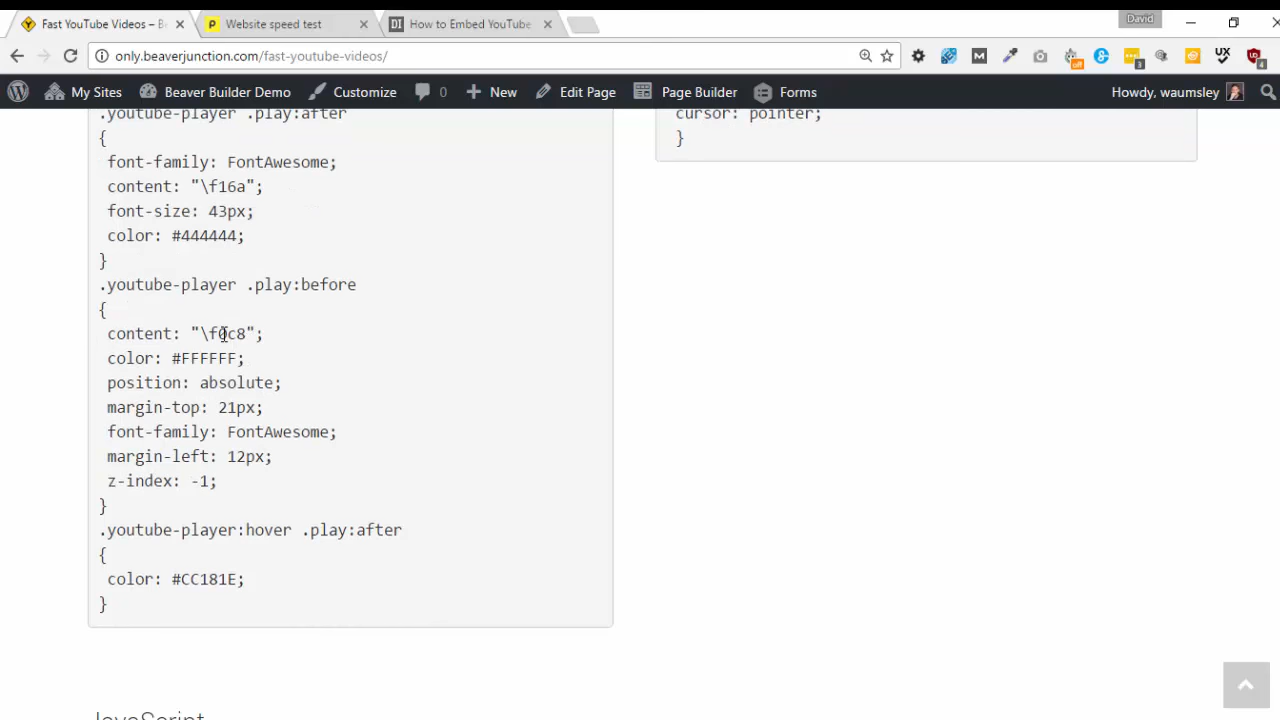 Fast YouTube Videos – Be
Website speed test
How to Embed YouTube
David
only.beaverjunction.com/fast-youtube-videos/
My Sites
Beaver Builder Demo
Customize
0
New
Edit Page
Page Builder
Forms
Howdy, waumsley
.youtube-player .play:after
{
font-family: FontAwesome;
content: "\f16a";
font-size: 43px;
color: #444444;
}
.youtube-player .play:before
{
content: "\f0c8";
color: #FFFFFF;
position: absolute;
margin-top: 21px;
font-family: FontAwesome;
margin-left: 12px;
z-index: -1;
}
.youtube-player:hover .play:after
{
color: #CC181E;
}
cursor: pointer;
}
JavaScript